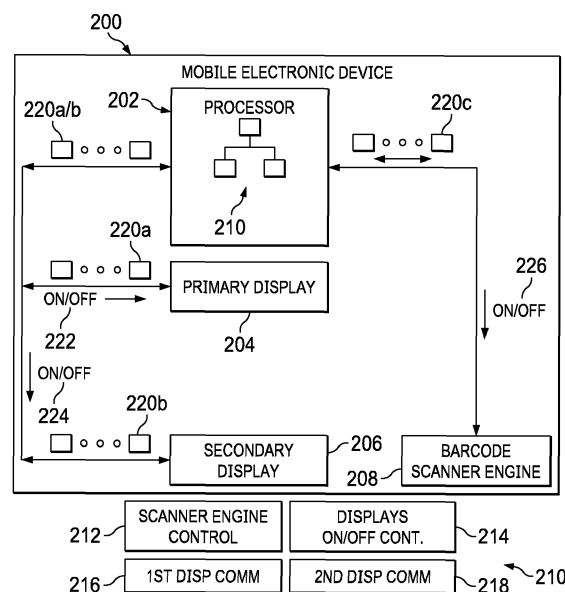 200
MOBILE ELECTRONIC DEVICE
202
PROCESSOR
220a/b
220c
210
220a
226
PRIMARY DISPLAY
ON/OFF
ON/OFF
222
204
ON/OFF
224
220b
206
SECONDARY
DISPLAY
BARCODE
SCANNER ENGINE
208
SCANNER ENGINE
CONTROL
212
DISPLAYS
ON/OFF CONT.
214
210
1ST DISP COMM
216
2ND DISP COMM
218